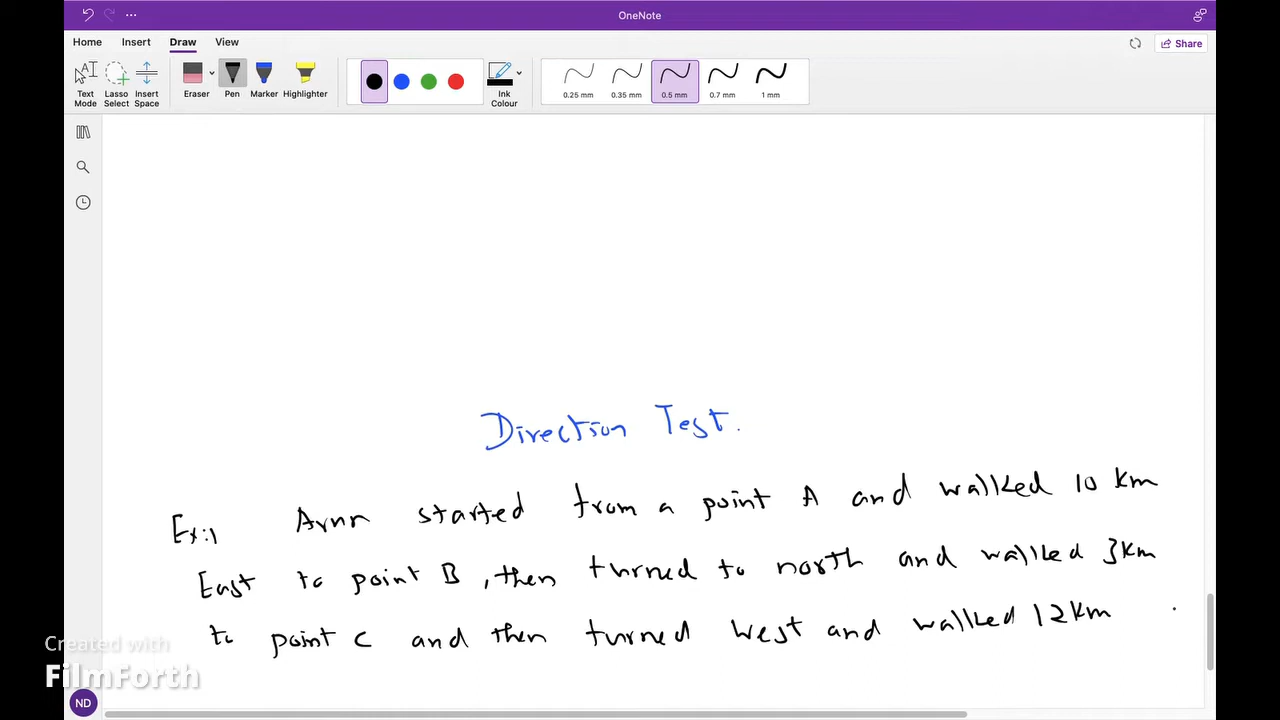 OneNote
Home Insert Draw View
Share
Text Mode
Lasso Select
Insert Space
Eraser
Pen
Marker
Highlighter
Ink Colour
0.25 mm
0.35 mm
0.5 mm
0.7 mm
1 mm
Direction Test.
Ex:1 Arun started from a point A and walked 10 km
East to point B, then turned to north and walked 3km
to point C and then turned West and walked 12km
Created with
FilmForth
ND